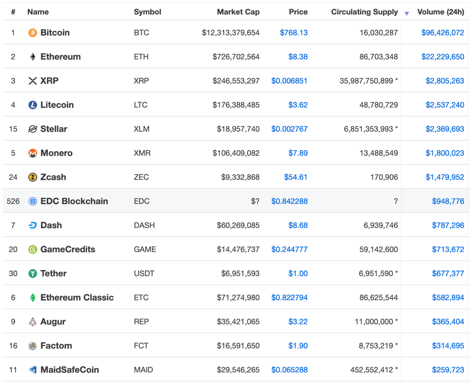 # Name Symbol Market Cap Price Circulating Supply Volume (24h)
1 Bitcoin BTC $12,313,379,654 $768.13 16,030,287 $96,426,072
2 Ethereum ETH $726,702,564 $8.38 86,703,348 $22,229,650
3 XRP XRP $246,553,297 $0.006851 35,987,750,899 * $2,805,263
4 Litecoin LTC $176,388,485 $3.62 48,780,729 $2,537,240
15 Stellar XLM $18,957,740 $0.002767 6,851,353,993 * $2,369,693
5 Monero XMR $106,409,082 $7.89 13,488,549 $1,800,023
24 Zcash ZEC $9,332,868 $54.61 170,906 $1,479,952
526 EDC Blockchain EDC $? $0.842288 ? $948,776
7 Dash DASH $60,269,085 $8.68 6,939,746 $787,296
20 GameCredits GAME $14,476,737 $0.244777 59,142,600 $713,672
30 Tether USDT $6,951,593 $1.00 6,951,590 * $677,377
6 Ethereum Classic ETC $71,274,980 $0.822794 86,625,544 $582,894
9 Augur REP $35,421,065 $3.22 11,000,000 * $365,404
16 Factom FCT $16,591,650 $1.90 8,753,219 * $314,695
11 MaidSafeCoin MAID $29,546,265 $0.065288 452,552,412 * $259,723